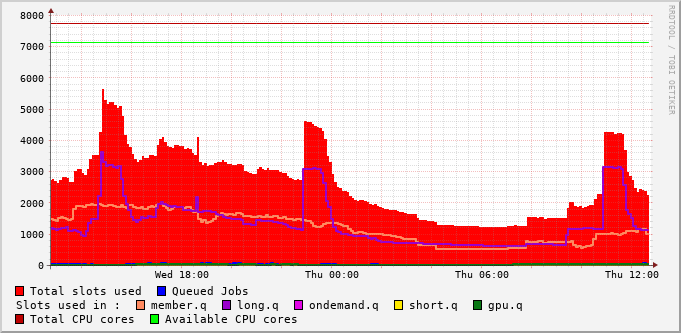 8000
7000
6000
5000
4000
3000
2000
1000
0
Wed 18:00 Thu 00:00 Thu 06:00 Thu 12:00
RRDTOOL / TOBI OETIKER
Total slots used Queued Jobs
Slots used in : member.q long.q ondemand.q short.q gpu.q
Total CPU cores Available CPU cores